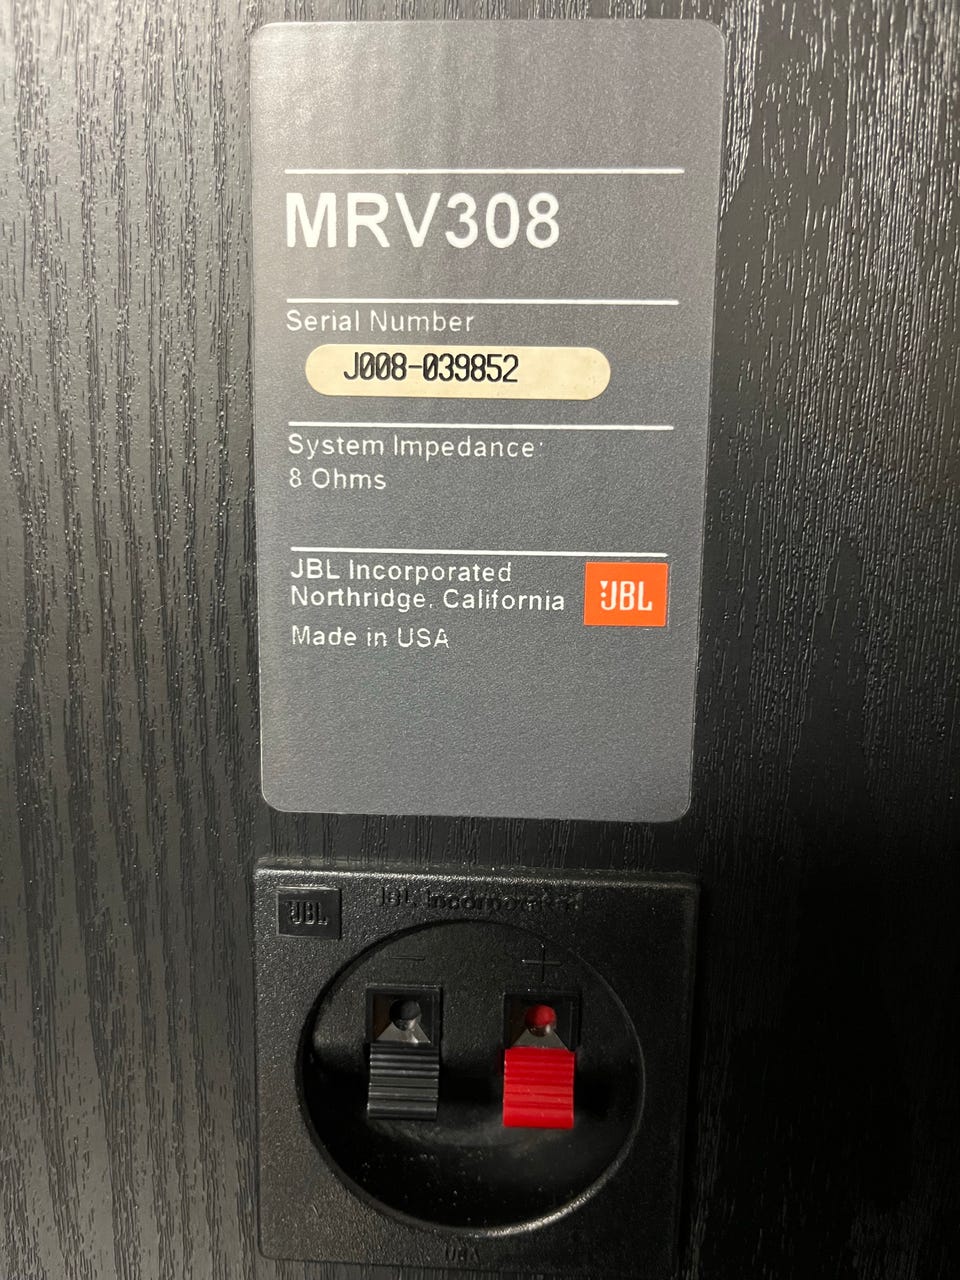 MRV308
Serial Number
J008-039852
System Impedance:
8 Ohms
JBL Incorporated
Northridge, California
JBL
Made in USA
JBL
JBL Incorporated
- +
USA